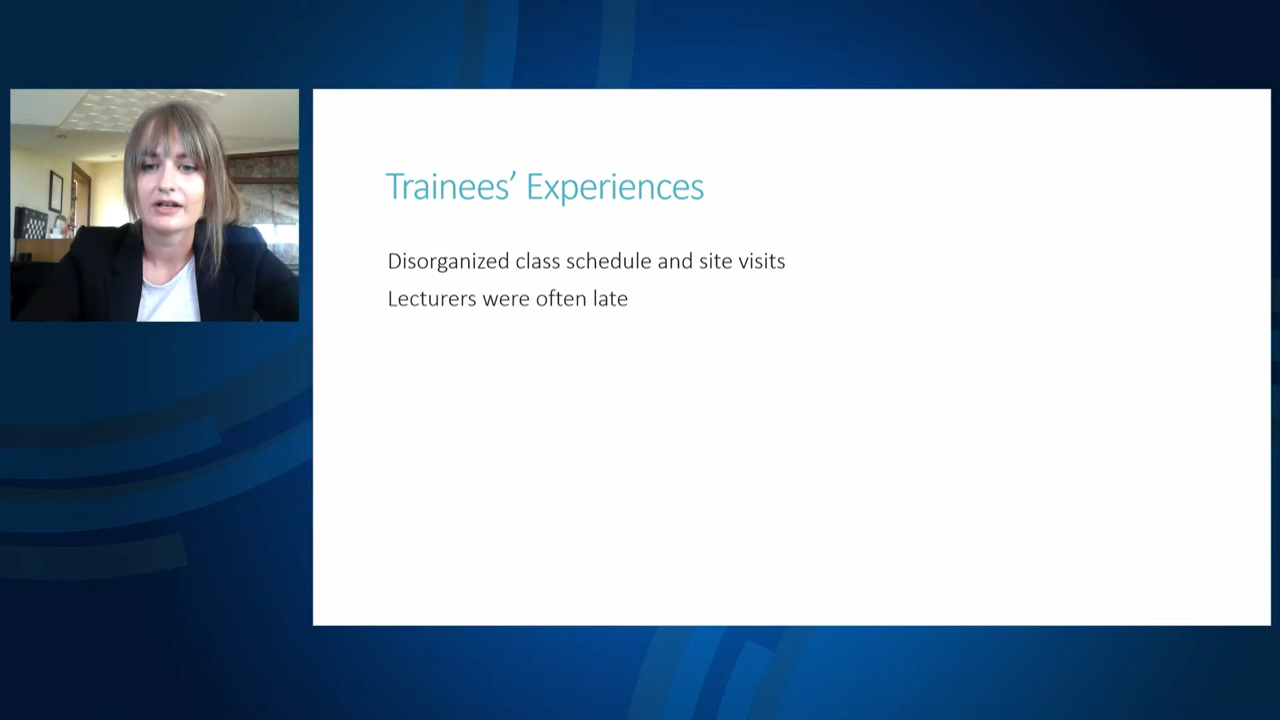 Trainees’ Experiences
Disorganized class schedule and site visits
Lecturers were often late